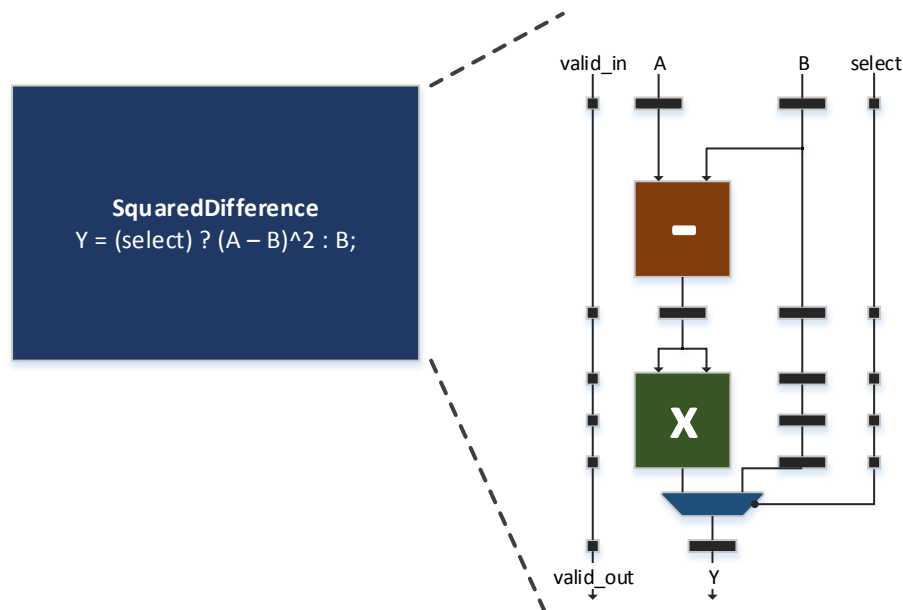 valid_in A B select
SquaredDifference
Y = (select) ? (A – B)^2 : B;
-
X
valid_out Y